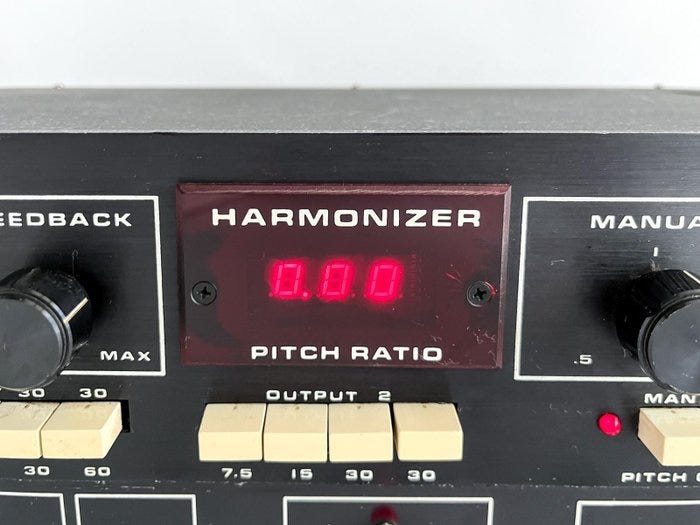 EEDBACK
HARMONIZER
MANUA
0.00
.5
MAX
PITCH RATIO
30 30
OUTPUT 2
MAN
30 60
7.5 15 30 30
PITCH